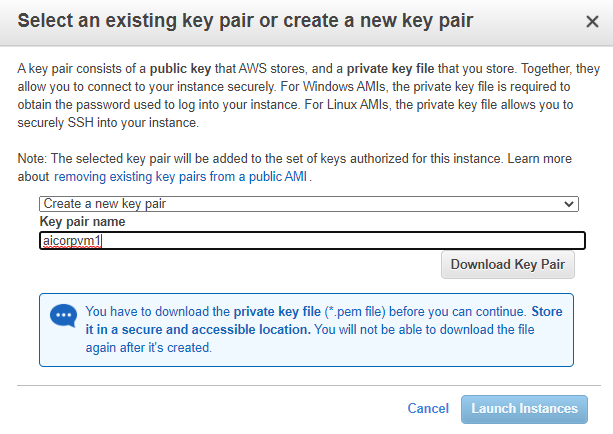 Select an existing key pair or create a new key pair
A key pair consists of a public key that AWS stores, and a private key file that you store. Together, they
allow you to connect to your instance securely. For Windows AMIs, the private key file is required to
obtain the password used to log into your instance. For Linux AMIs, the private key file allows you to
securely SSH into your instance.
Note: The selected key pair will be added to the set of keys authorized for this instance. Learn more
about removing existing key pairs from a public AMI .
Create a new key pair
Key pair name
aicorpvm1
Download Key Pair
You have to download the private key file (*.pem file) before you can continue. Store
it in a secure and accessible location. You will not be able to download the file
again after it's created.
Cancel Launch Instances